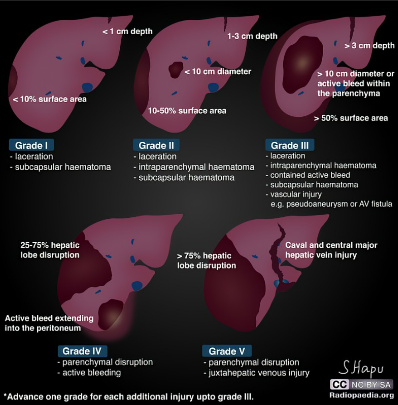 < 1 cm depth
< 10% surface area
Grade I
- laceration
- subcapsular haematoma
1-3 cm depth
< 10 cm diameter
10-50% surface area
Grade II
- laceration
- intraparenchymal haematoma
- subcapsular haematoma
> 3 cm depth
> 10 cm diameter or
active bleed within
the parenchyma
> 50% surface area
Grade III
- laceration
- intraparenchymal haematoma
- contained active bleed
- subcapsular haematoma
- vascular injury
e.g. pseudoaneurysm or AV fistula
25-75% hepatic
lobe disruption
Active bleed extending
into the peritoneum
Grade IV
- parenchymal disruption
- active bleeding
> 75% hepatic
lobe disruption
Caval and central major
hepatic vein injury
Grade V
- parenchymal disruption
- juxtahepatic venous injury
SHapu
CC NC BY SA
Radiopaedia.org
*Advance one grade for each additional injury upto grade III.